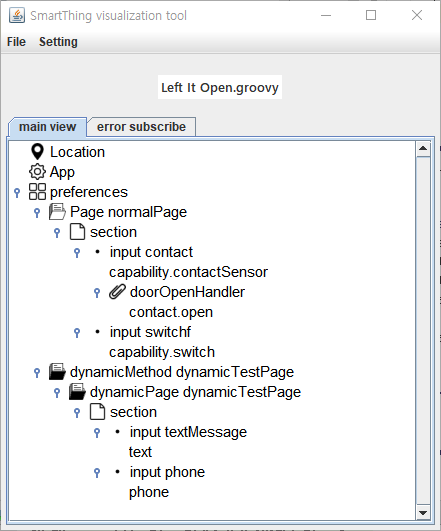 SmartThing visualization tool
File Setting
Left It Open.groovy
main view error subscribe
Location
App
preferences
Page normalPage
section
input contact
capability.contactSensor
doorOpenHandler
contact.open
input switchf
capability.switch
dynamicMethod dynamicTestPage
dynamicPage dynamicTestPage
section
input textMessage
text
input phone
phone